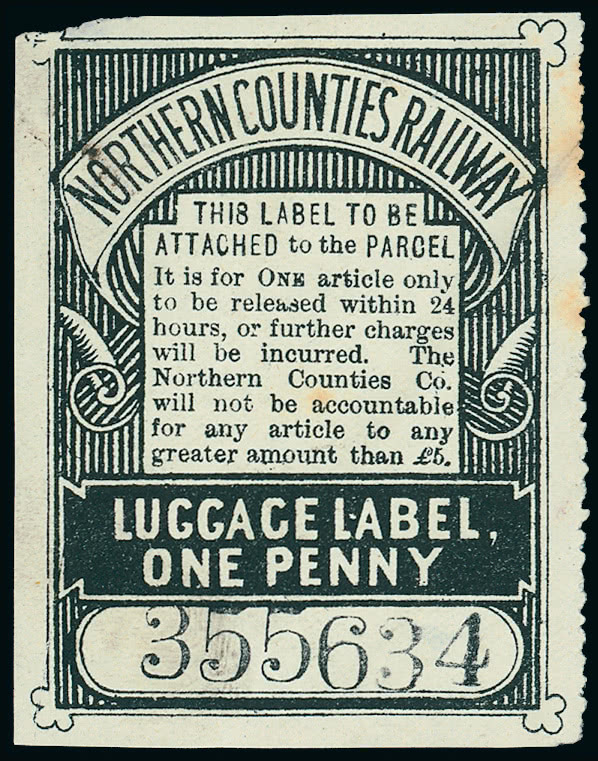 NORTHERN COUNTIES RAILWAY
THIS LABEL TO BE
ATTACHED to the PARCEL
It is for ONE article only
to be released within 24
hours, or further charges
will be incurred. The
Northern Counties Co.
will not be accountable
for any article to any
greater amount than £5.
LUGGAGE LABEL,
ONE PENNY
355634